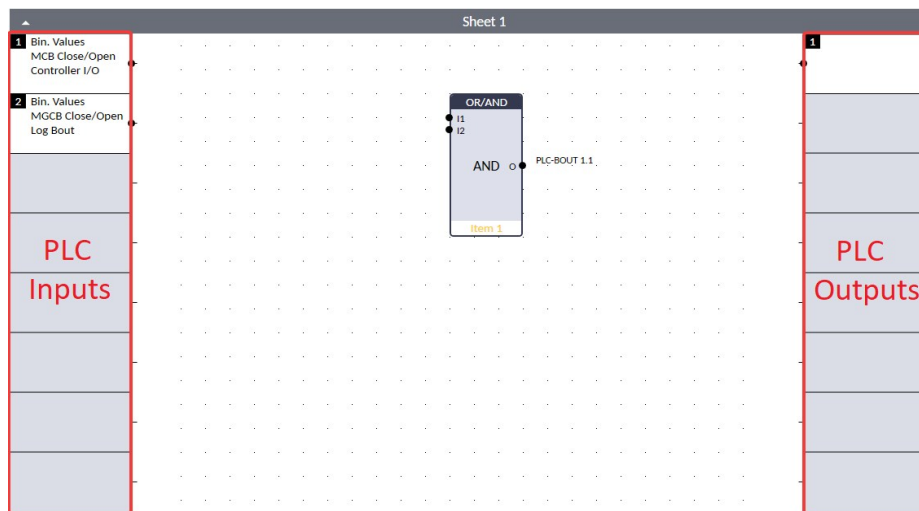 Sheet 1
1 Bin. Values
MCB Close/Open
Controller I/O
2 Bin. Values
MGCB Close/Open
Log Bout
PLC
Inputs
OR/AND
I1
I2
AND O
PLC-BOUT 1.1
Item 1
1
PLC
Outputs